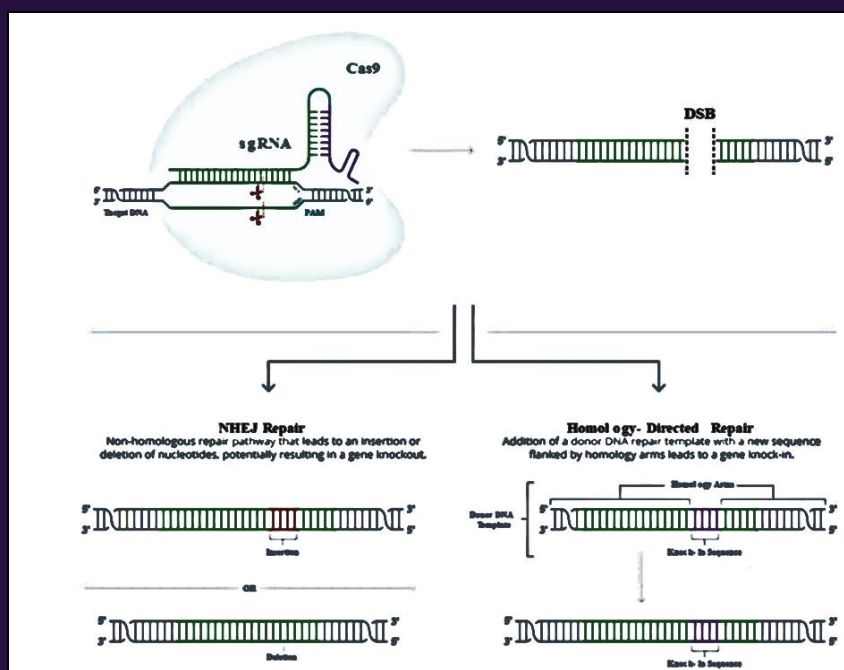 Cas9
sgRNA
DSB
5' 3'
3' 5'
5' 3'
3' 5'
Target DNA
PAM
NHEJ Repair
Non-homologous repair pathway that leads to an insertion or
deletion of nucleotides, potentially resulting in a gene knockout.
Homology- Directed Repair
Addition of a donor DNA repair template with a new sequence
flanked by homology arms leads to a gene knock-in.
Homology Arms
Donor DNA
Template
5' 3'
3' 5'
5' 3'
3' 5'
Insertion
Knock- In Sequence
OR
5' 3'
3' 5'
5' 3'
3' 5'
Deletion
Knock- In Sequence